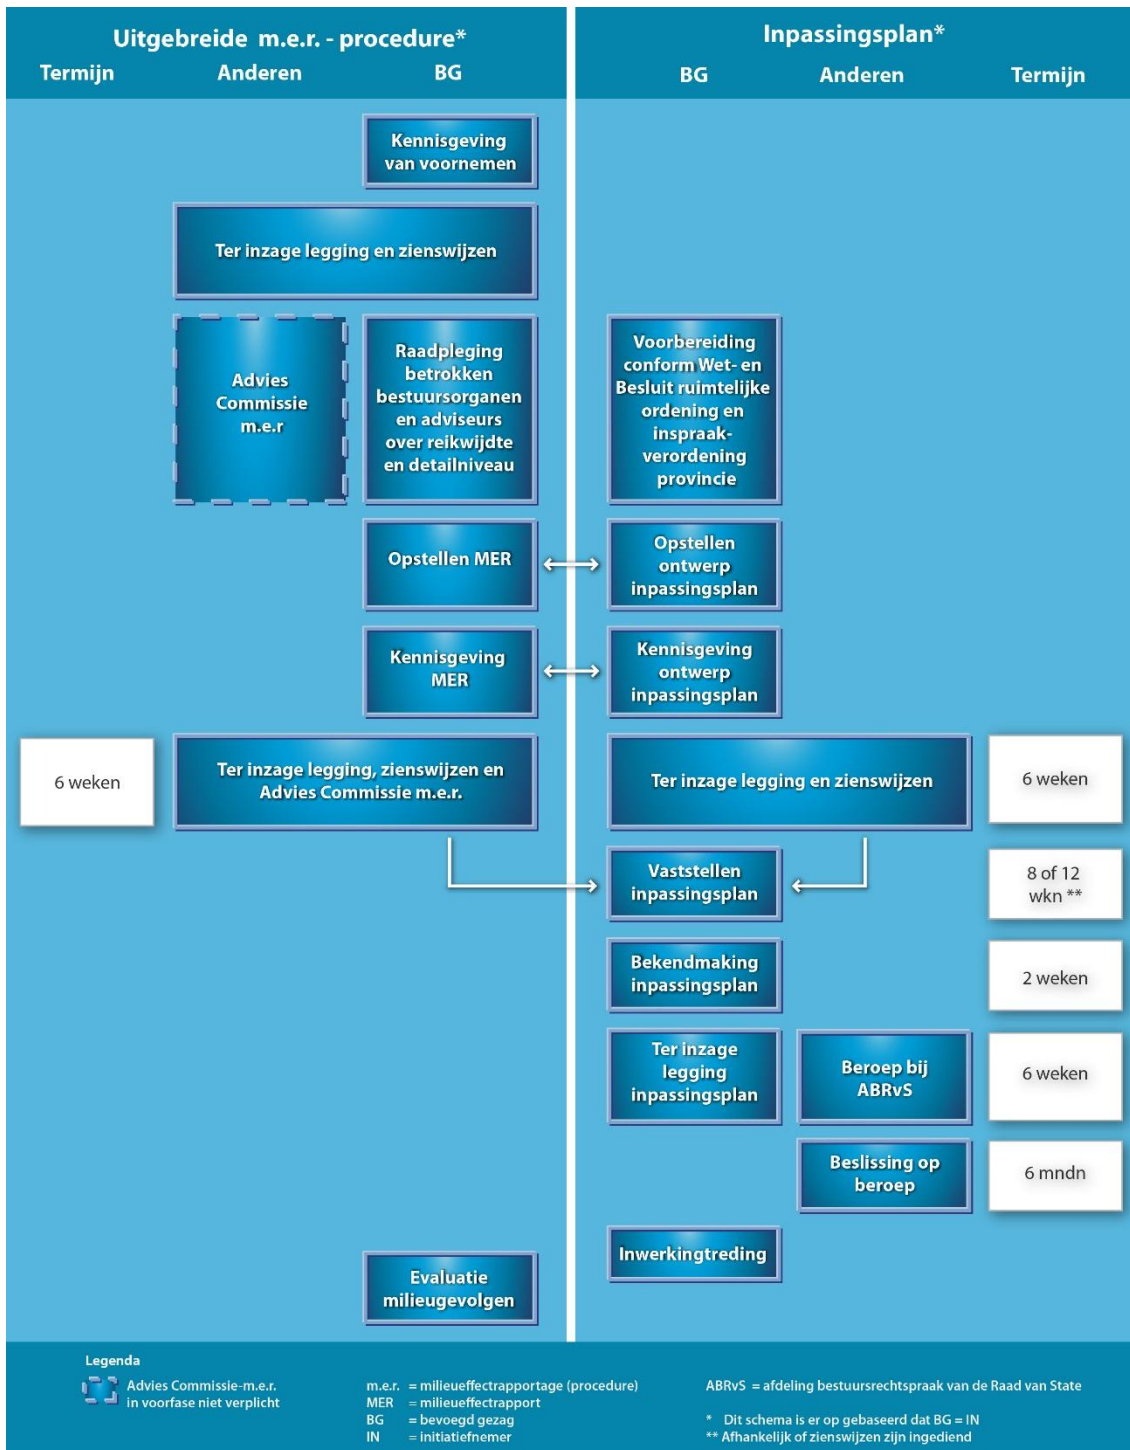 Uitgebreide m.e.r. - procedure*
Termijn
Anderen
BG
Inpassingsplan*
BG
Anderen
Termijn
Kennisgeving
van voornemen
Ter inzage legging en zienswijzen
Advies
Commissie
m.e.r
Raadpleging
betrokken
bestuursorganen
en adviseurs
over reikwijdte
en detailniveau
Voorbereiding
conform Wet- en
Besluit ruimtelijke
ordening en
inspraak-
verordening
provincie
Opstellen MER
Opstellen
ontwerp
inpassingsplan
Kennisgeving
MER
Kennisgeving
ontwerp
inpassingsplan
6 weken
Ter inzage legging, zienswijzen en
Advies Commissie m.e.r.
Ter inzage legging en zienswijzen
6 weken
Vaststellen
inpassingsplan
8 of 12
wkn **
Bekendmaking
inpassingsplan
2 weken
Ter inzage
legging
inpassingsplan
Beroep bij
ABRvS
6 weken
Beslissing op
beroep
6 mndn
Inwerkingtreding
Evaluatie
milieugevolgen
Legenda
Advies Commissie-m.e.r.
in voorfase niet verplicht
m.e.r. = milieueffectrapportage (procedure)
MER = milieueffectrapport
BG = bevoegd gezag
IN = initiatiefnemer
ABRvS = afdeling bestuursrechtspraak van de Raad van State
* Dit schema is er op gebaseerd dat BG = IN
** Afhankelijk of zienswijzen zijn ingediend